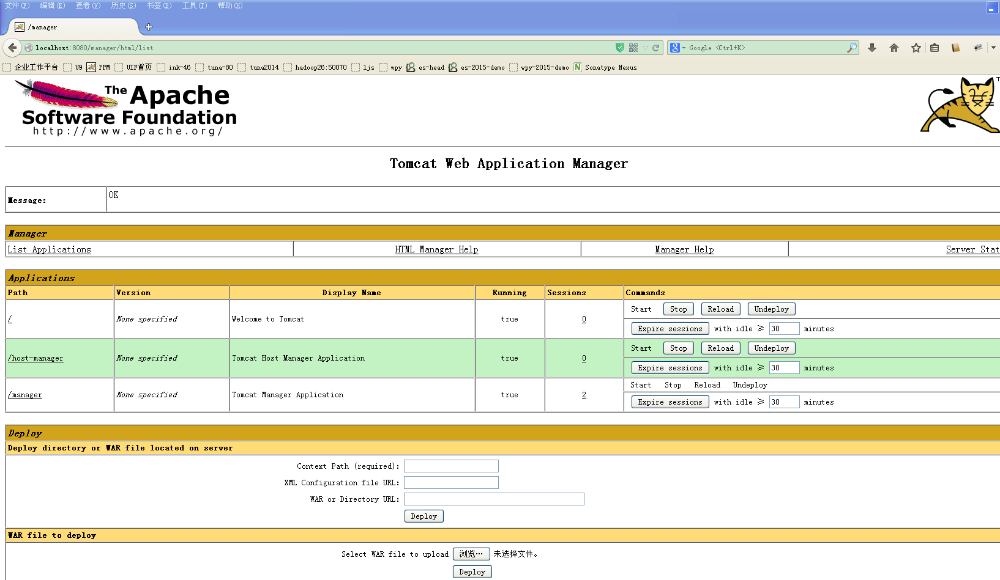 文件(F) 编辑(E) 查看(V) 历史(S) 书签(B) 工具(T) 帮助(H)
/manager
localhost:8080/manager/html/list
Google <Ctrl+K>
企业工作平台 U9 PPM UIF首页 ink-46 tuna-80 tuna2014 hadoop26:50070 ljs wpy es-head es-2015-demo wpy-2015-demo Sonatype Nexus
The Apache
Software Foundation
http://www.apache.org/
T
Tomcat Web Application Manager
Message: OK
Manager
List Applications HTML Manager Help Manager Help Server Stat
Applications
Path Version Display Name Running Sessions Commands
/ None specified Welcome to Tomcat true 0 Start Stop Reload Undeploy
Expire sessions with idle ≥ 30 minutes
/host-manager None specified Tomcat Host Manager Application true 0 Start Stop Reload Undeploy
Expire sessions with idle ≥ 30 minutes
/manager None specified Tomcat Manager Application true 2 Start Stop Reload Undeploy
Expire sessions with idle ≥ 30 minutes
Deploy
Deploy directory or WAR file located on server
Context Path (required):
XML Configuration file URL:
WAR or Directory URL:
Deploy
WAR file to deploy
Select WAR file to upload 浏览… 未选择文件。
Deploy